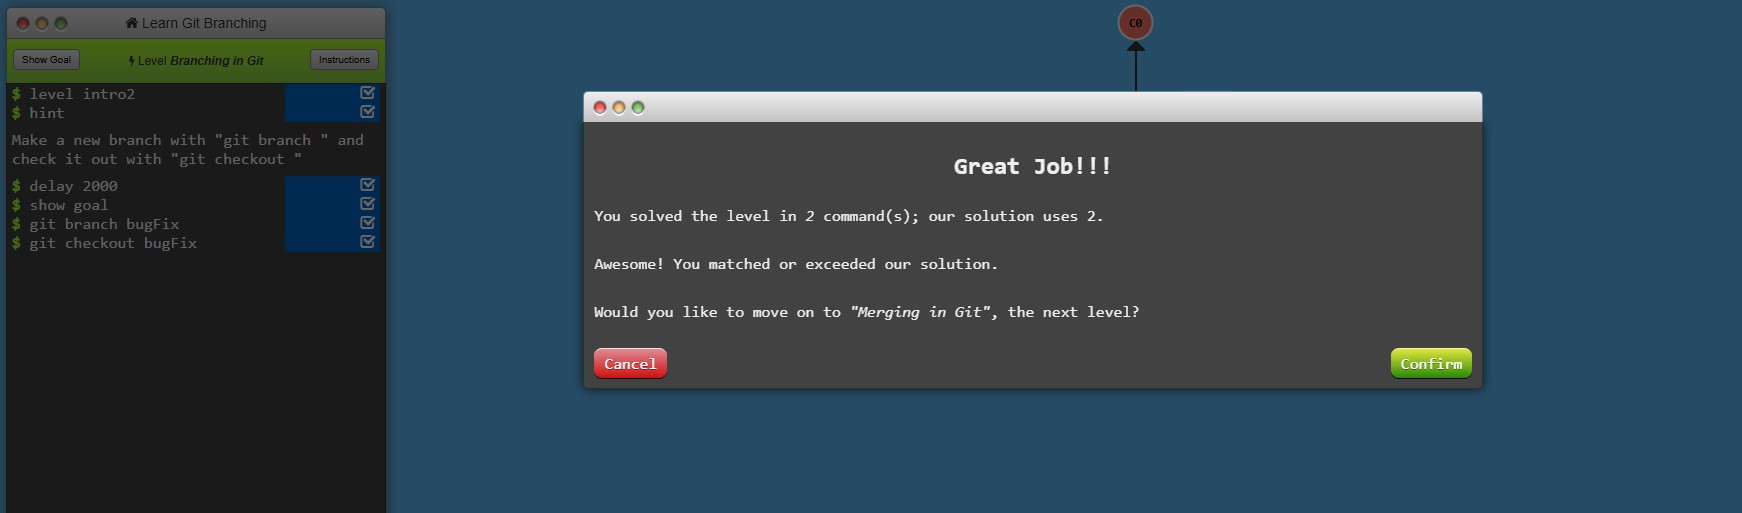 Learn Git Branching
Show Goal
Level Branching in Git
Instructions
$ level intro2
$ hint
Make a new branch with "git branch " and
check it out with "git checkout "
$ delay 2000
$ show goal
$ git branch bugFix
$ git checkout bugFix
C0
Great Job!!!
You solved the level in 2 command(s); our solution uses 2.
Awesome! You matched or exceeded our solution.
Would you like to move on to "Merging in Git", the next level?
Cancel
Confirm